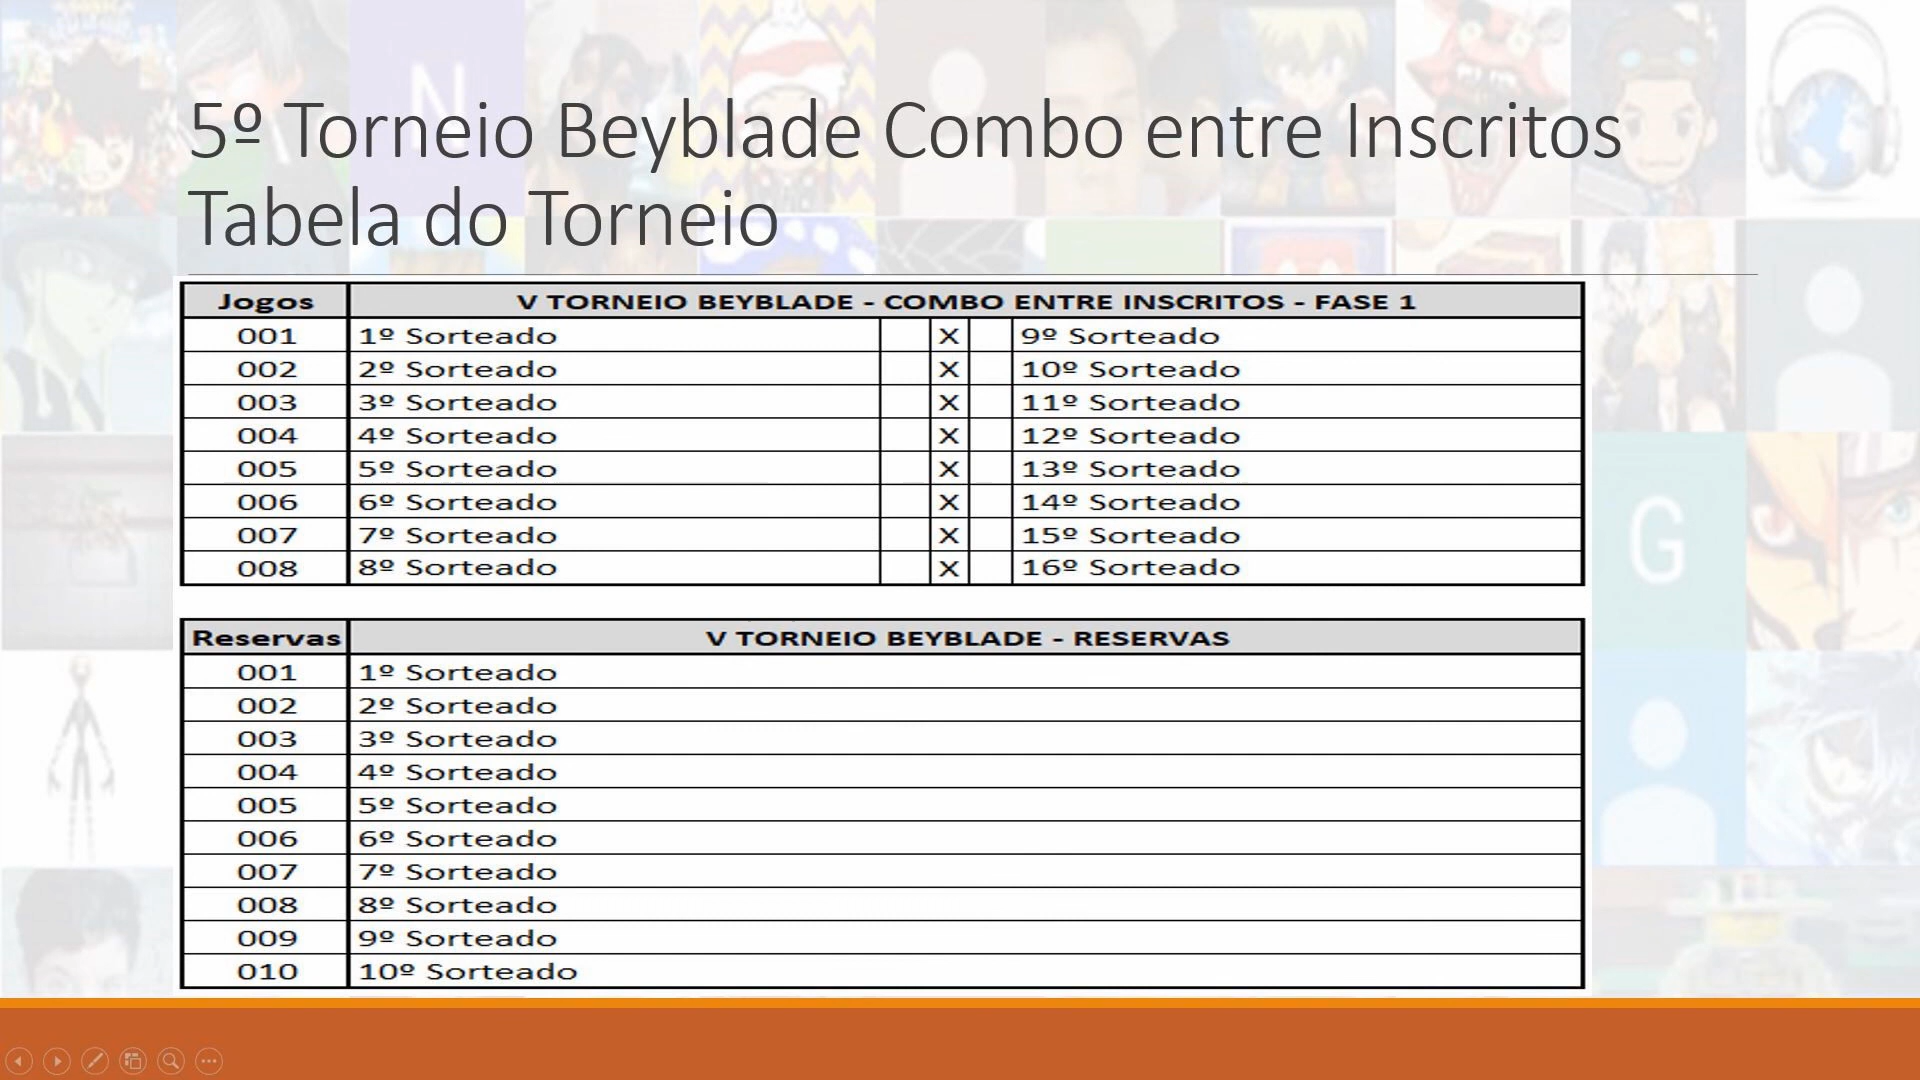 N
5º Torneio Beyblade Combo entre Inscritos
Tabela do Torneio
Jogos V TORNEIO BEYBLADE - COMBO ENTRE INSCRITOS - FASE 1
001 1º Sorteado X 9º Sorteado
002 2º Sorteado X 10º Sorteado
003 3º Sorteado X 11º Sorteado
004 4º Sorteado X 12º Sorteado
005 5º Sorteado X 13º Sorteado
006 6º Sorteado X 14º Sorteado
007 7º Sorteado X 15º Sorteado
008 8º Sorteado X 16º Sorteado
G
Reservas V TORNEIO BEYBLADE - RESERVAS
001 1º Sorteado
002 2º Sorteado
003 3º Sorteado
004 4º Sorteado
005 5º Sorteado
006 6º Sorteado
007 7º Sorteado
008 8º Sorteado
009 9º Sorteado
010 10º Sorteado